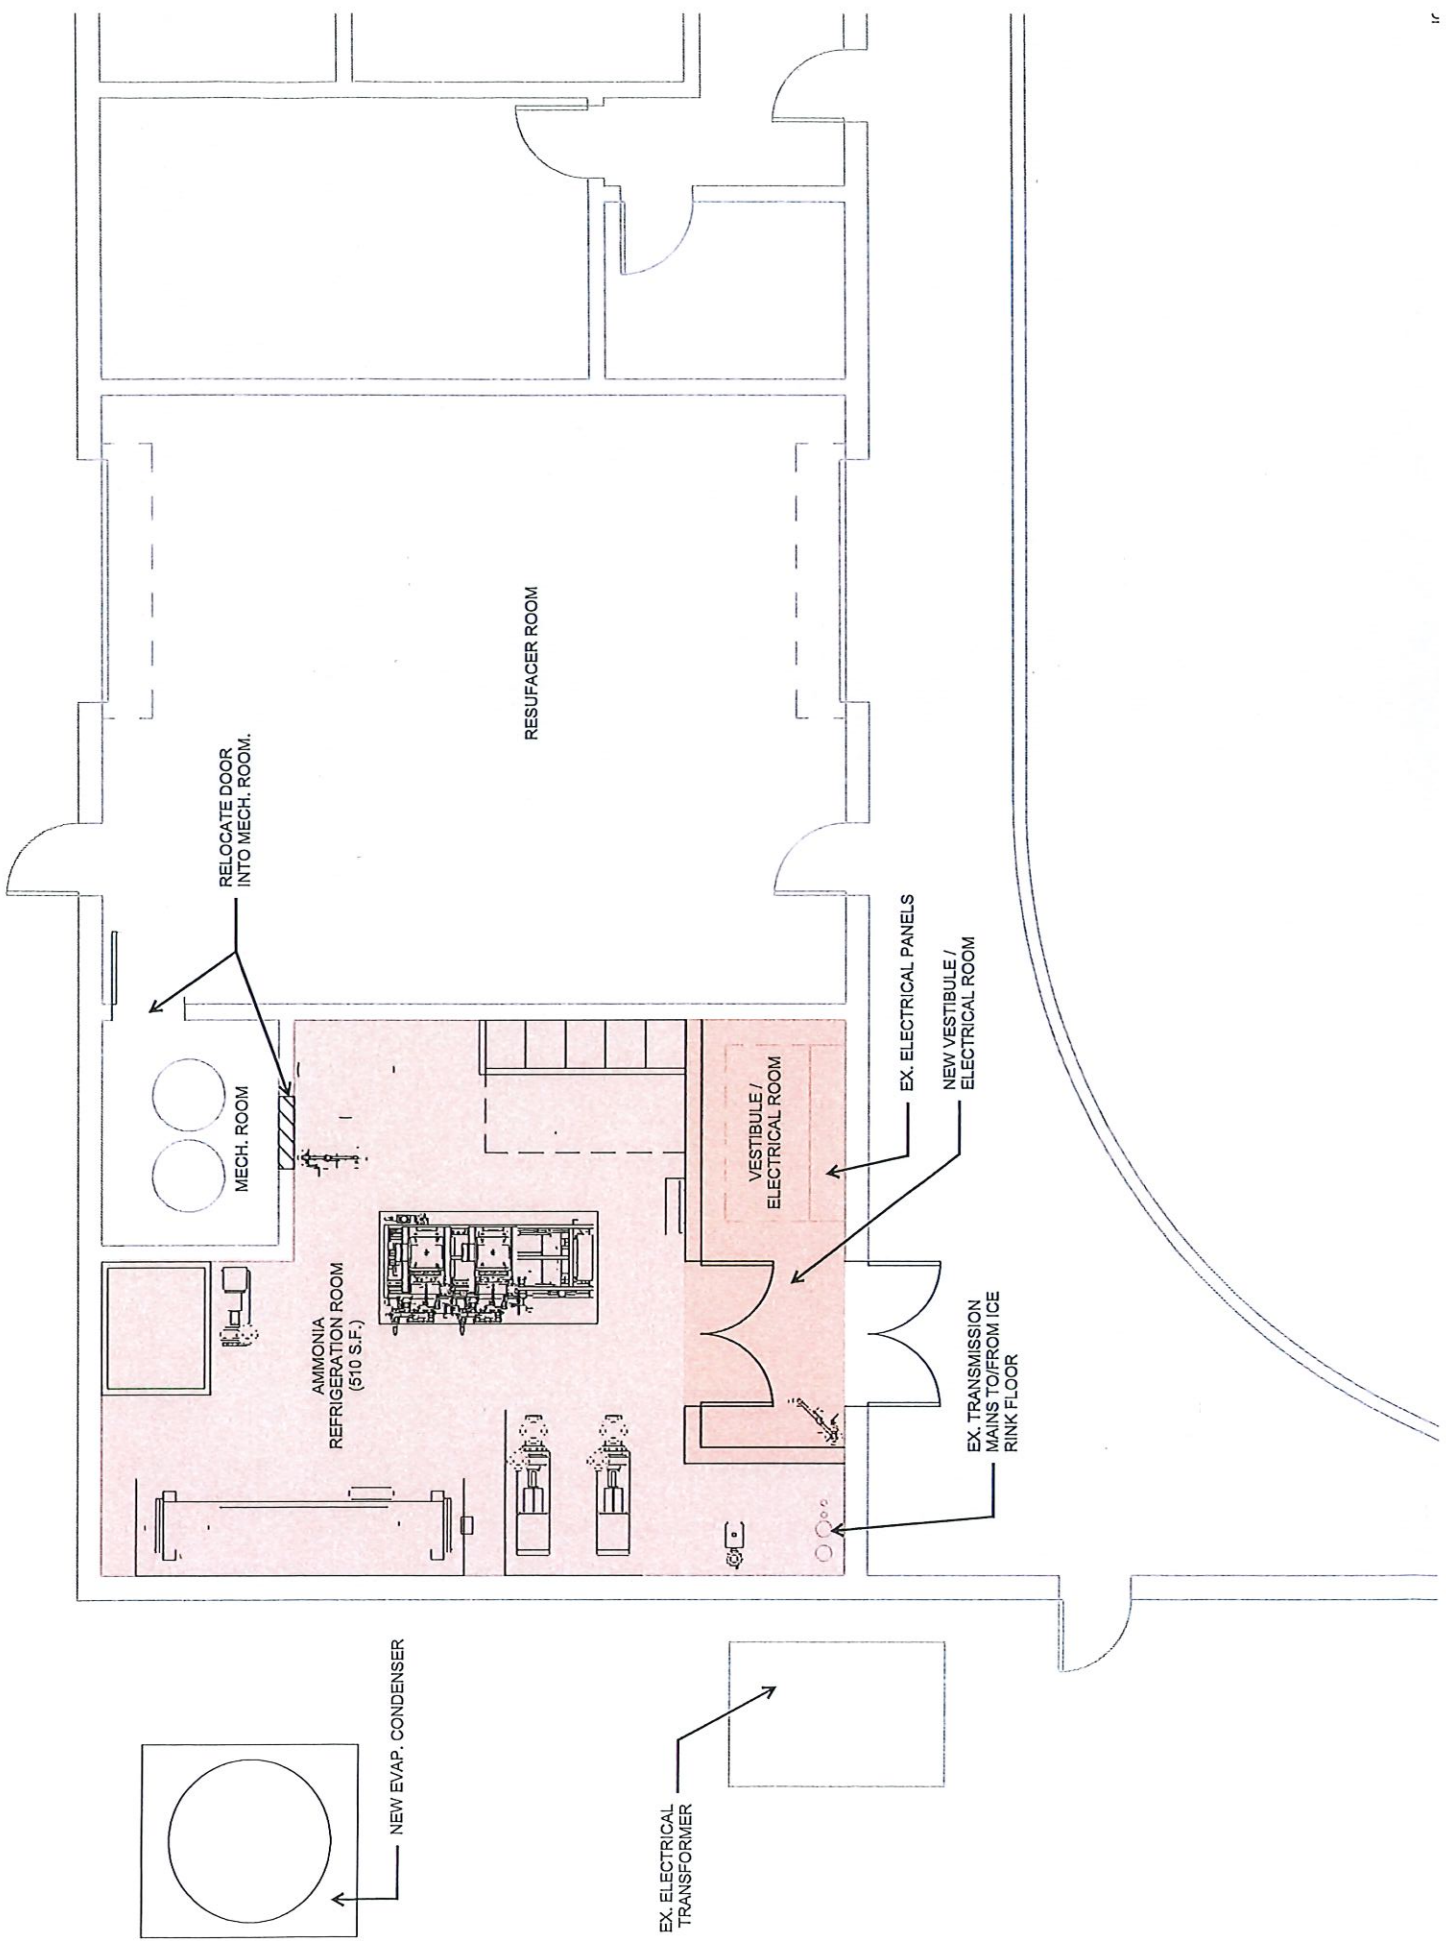 RELOCATE DOOR
INTO MECH. ROOM.
RESUFACER ROOM
MECH. ROOM
AMMONIA
REFRIGERATION ROOM
(510 S.F.)
VESTIBULE /
ELECTRICAL ROOM
EX. ELECTRICAL PANELS
NEW VESTIBULE /
ELECTRICAL ROOM
EX. TRANSMISSION
MAINS TO/FROM ICE
RINK FLOOR
NEW EVAP. CONDENSER
EX. ELECTRICAL
TRANSFORMER